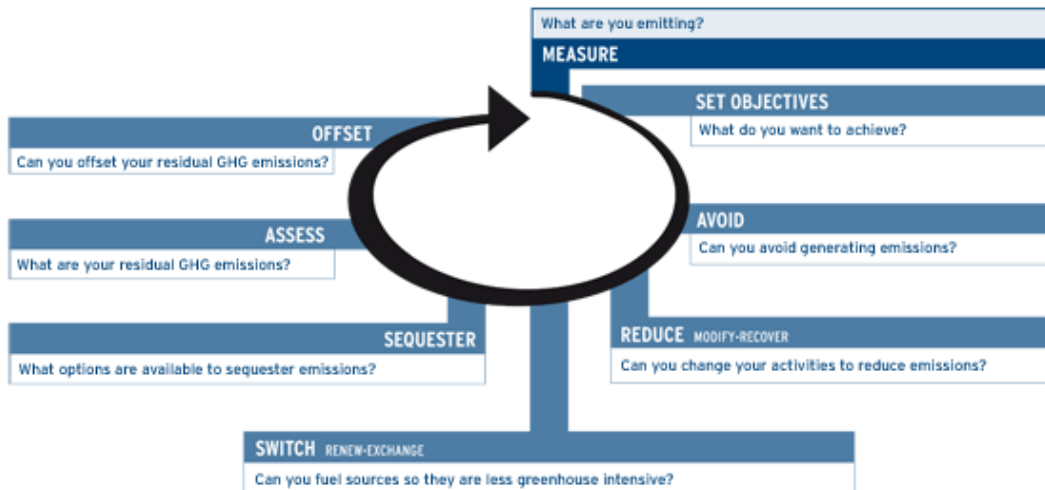 What are you emitting?
MEASURE
SET OBJECTIVES
What do you want to achieve?
AVOID
Can you avoid generating emissions?
REDUCE MODIFY-RECOVER
Can you change your activities to reduce emissions?
SWITCH RENEW-EXCHANGE
Can you fuel sources so they are less greenhouse intensive?
SEQUESTER
What options are available to sequester emissions?
ASSESS
What are your residual GHG emissions?
OFFSET
Can you offset your residual GHG emissions?